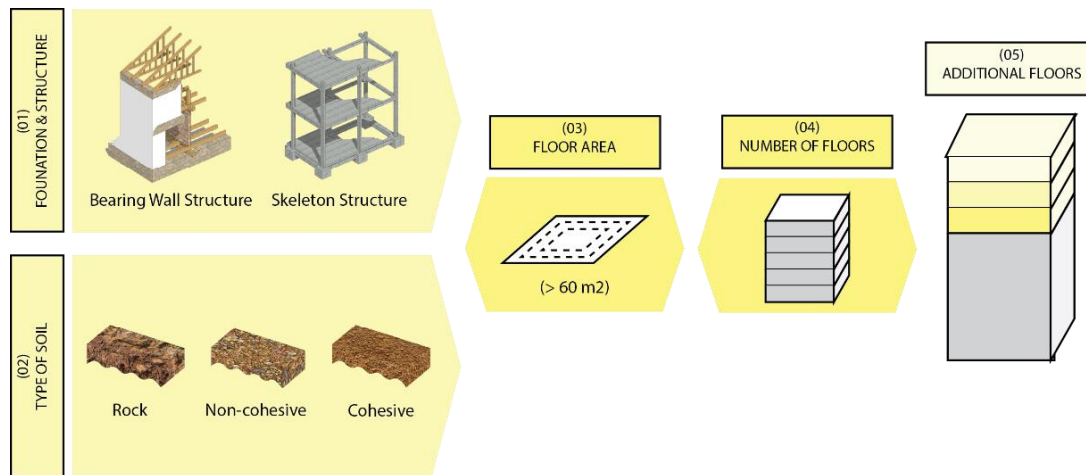 (01)
FOUNATION & STRUCTURE
Bearing Wall Structure
Skeleton Structure
(02)
TYPE OF SOIL
Rock
Non-cohesive
Cohesive
(03)
FLOOR AREA
(> 60 m2)
(04)
NUMBER OF FLOORS
(05)
ADDITIONAL FLOORS